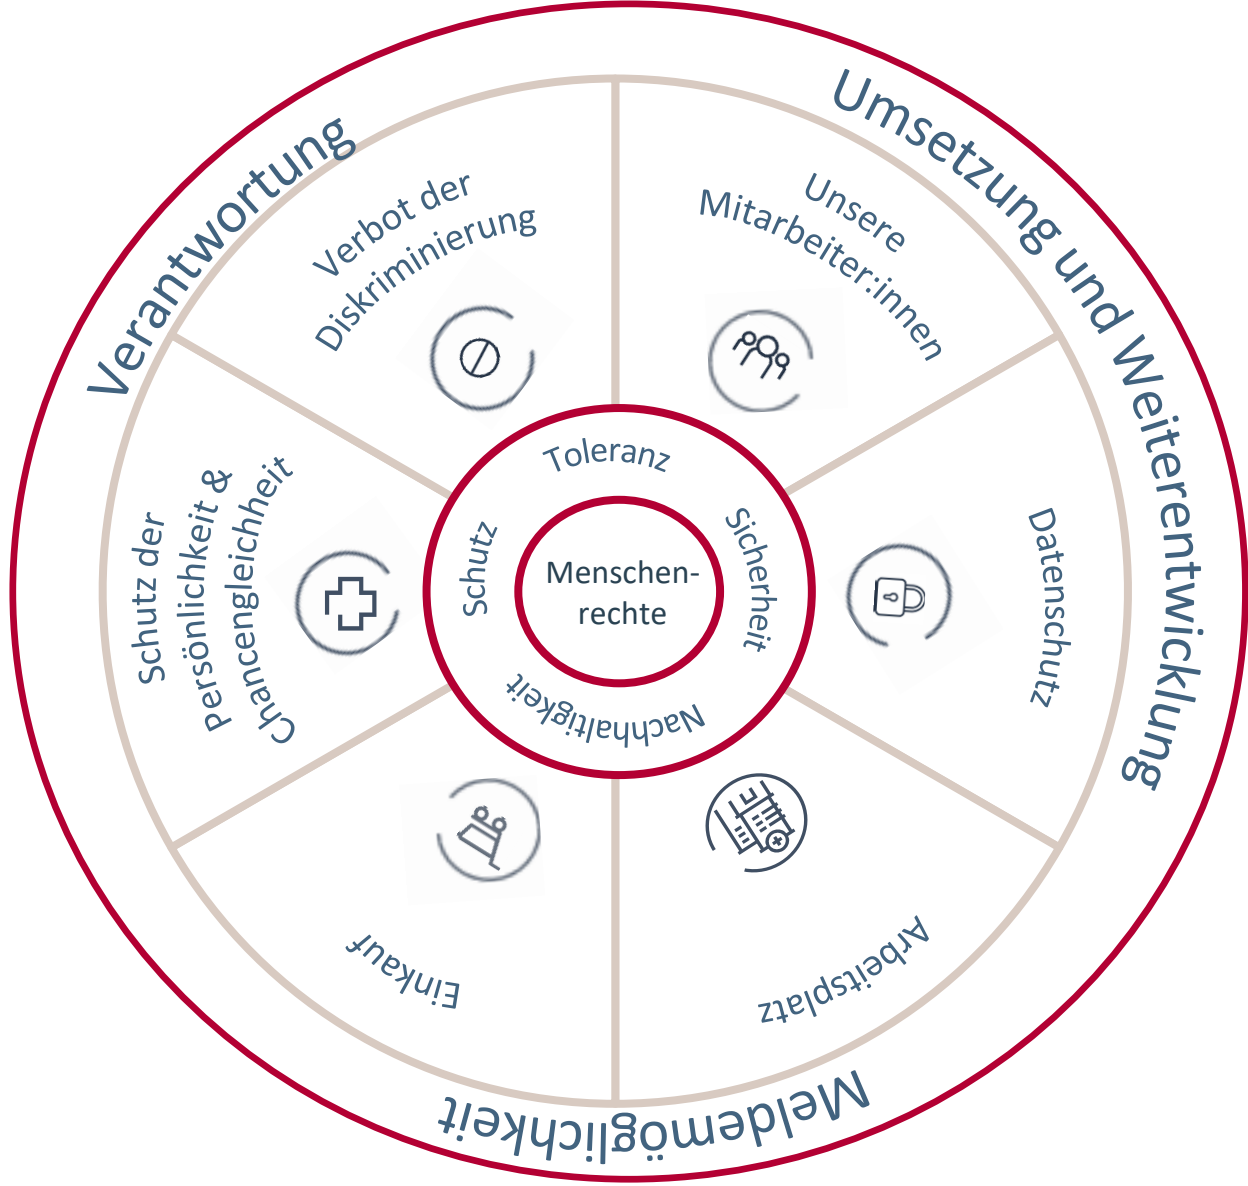 Verantwortung
Umsetzung und Weiterentwicklung
Meldemöglichkeit
Verbot der
Diskriminierung
Unsere
Mitarbeiter:innen
Datenschutz
Arbeitsplatz
Einkauf
Schutz der
Persönlichkeit &
Chancengleichheit
Toleranz
Sicherheit
Nachhaltigkeit
Schutz
Menschen-
rechte